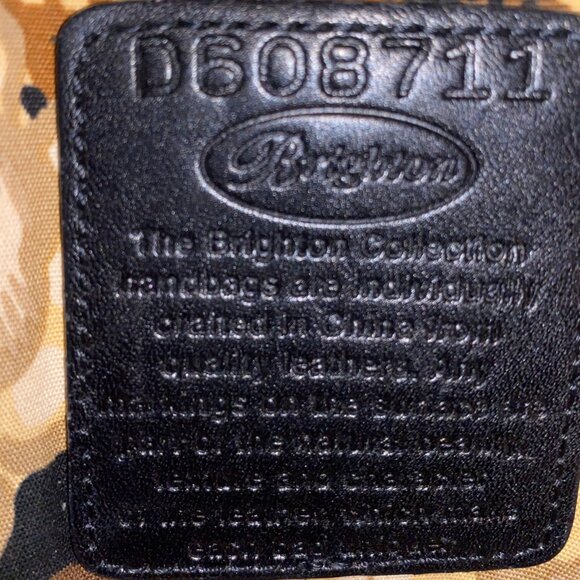 D608711
Brighton
The Brighton Collection
handbags are individually
crafted in China from
quality leathers. Any
markings on the surface are
part of the natural beauty,
texture and character
of the leather, which make
each bag unique.